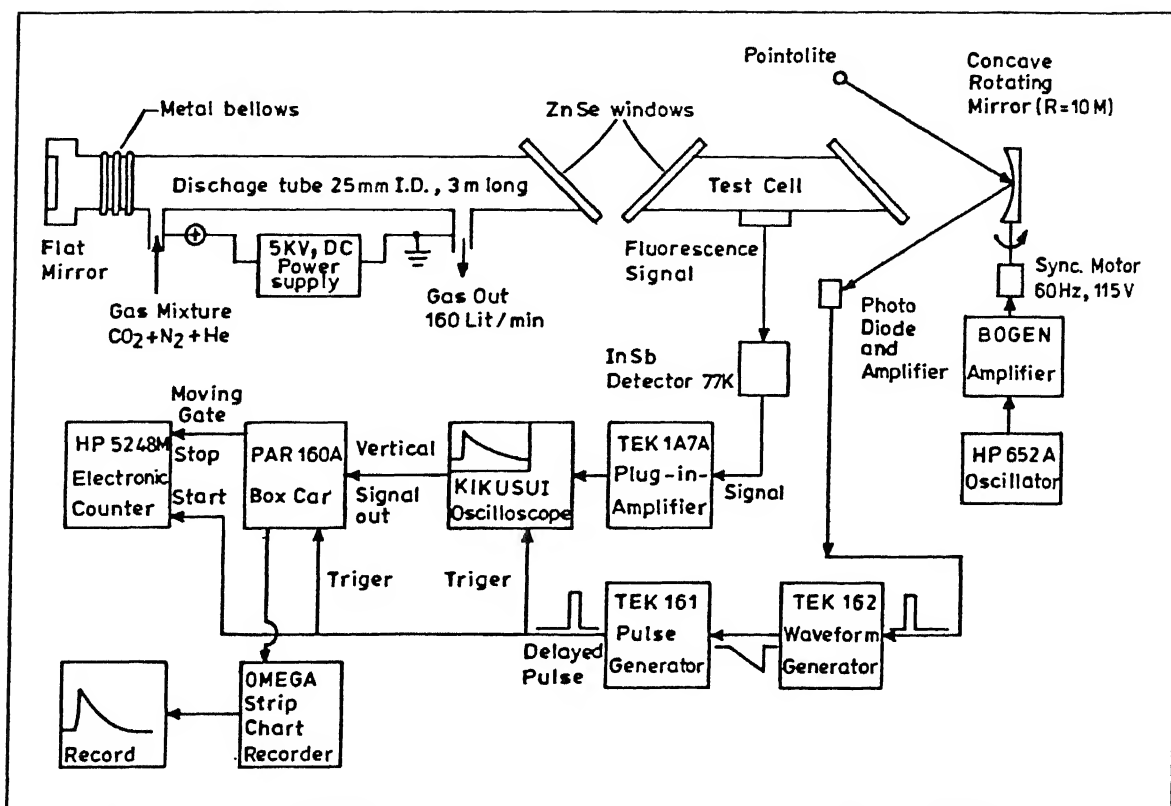 Pointolite
Concave
Rotating
Mirror (R=10M)
Metal bellows
ZnSe windows
Dischage tube 25mm I.D., 3m long
Test Cell
Flat
Mirror
5KV, DC
Power
supply
Gas Mixture
CO₂+N₂+He
Gas Out
160 Lit/min
Fluorescence
Signal
Sync. Motor
60Hz, 115V
Photo
Diode
and
Amplifier
BOGEN
Amplifier
HP 652A
Oscillator
InSb
Detector 77K
Moving
Gate
Stop
HP 5248M
Electronic
Counter
Start
PAR 160A
Box Car
Vertical
Signal
out
KIKUSUI
Oscilloscope
TEK 1A7A
Plug-in-
Amplifier
Signal
Triger
Triger
TEK 161
Pulse
Generator
TEK 162
Waveform
Generator
Delayed
Pulse
OMEGA
Strip
Chart
Recorder
Record